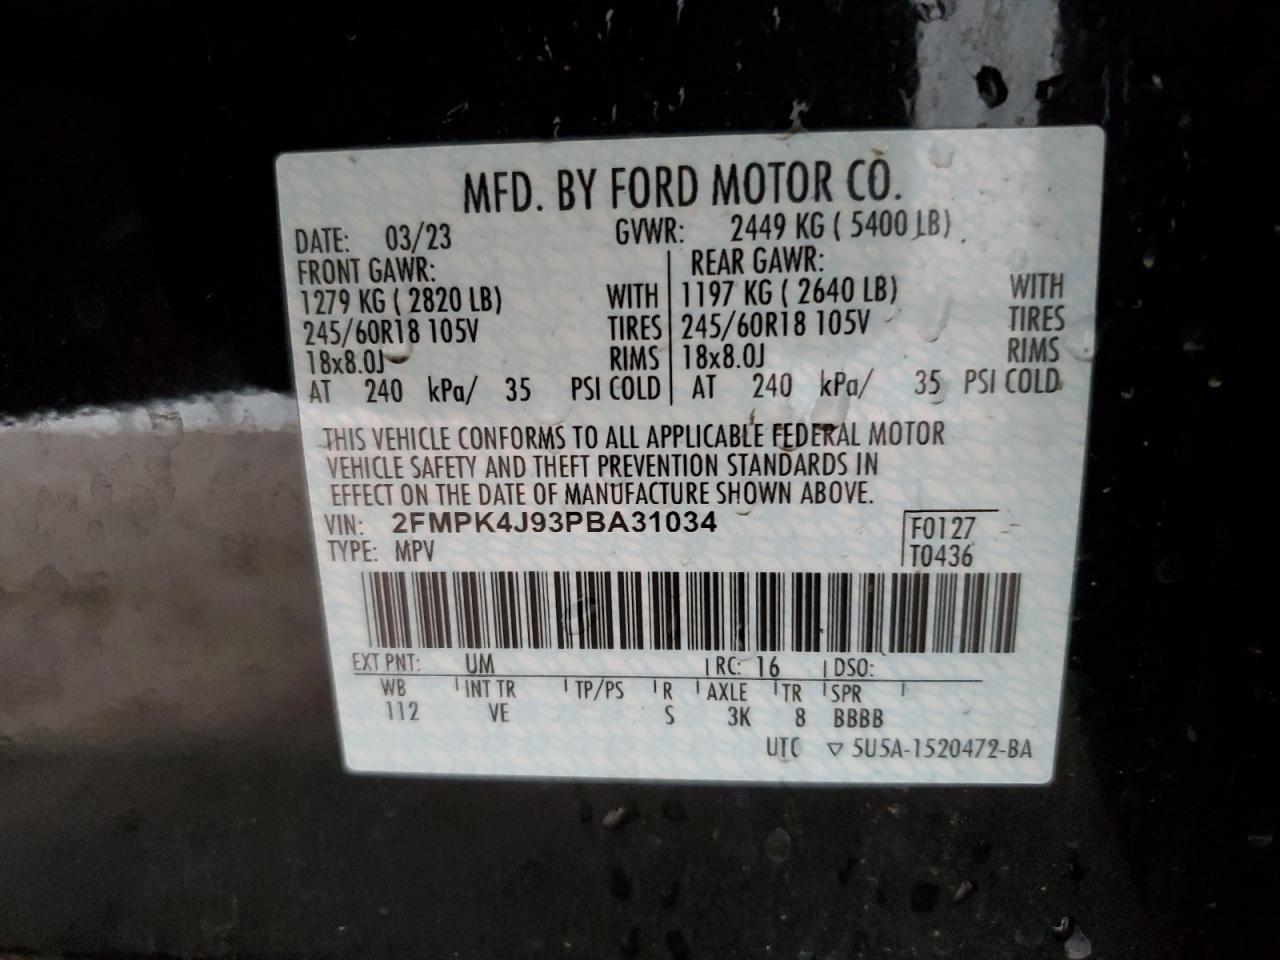 MFD. BY FORD MOTOR CO.
DATE: 03/23 GVWR: 2449 KG ( 5400 LB)
FRONT GAWR: REAR GAWR:
1279 KG ( 2820 LB) WITH 1197 KG ( 2640 LB) WITH
245/60R18 105V TIRES 245/60R18 105V TIRES
18x8.0J RIMS 18x8.0J RIMS
AT 240 kPa/ 35 PSI COLD AT 240 kPa/ 35 PSI COLD
THIS VEHICLE CONFORMS TO ALL APPLICABLE FEDERAL MOTOR
VEHICLE SAFETY AND THEFT PREVENTION STANDARDS IN
EFFECT ON THE DATE OF MANUFACTURE SHOWN ABOVE.
VIN: 2FMPK4J93PBA31034 F0127
TYPE: MPV T0436
EXT PNT: UM RC: 16 DSO:
WB INT TR TP/PS R AXLE TR SPR
112 VE S 3K 8 BBBB
UTC ▽ 5U5A-1520472-BA